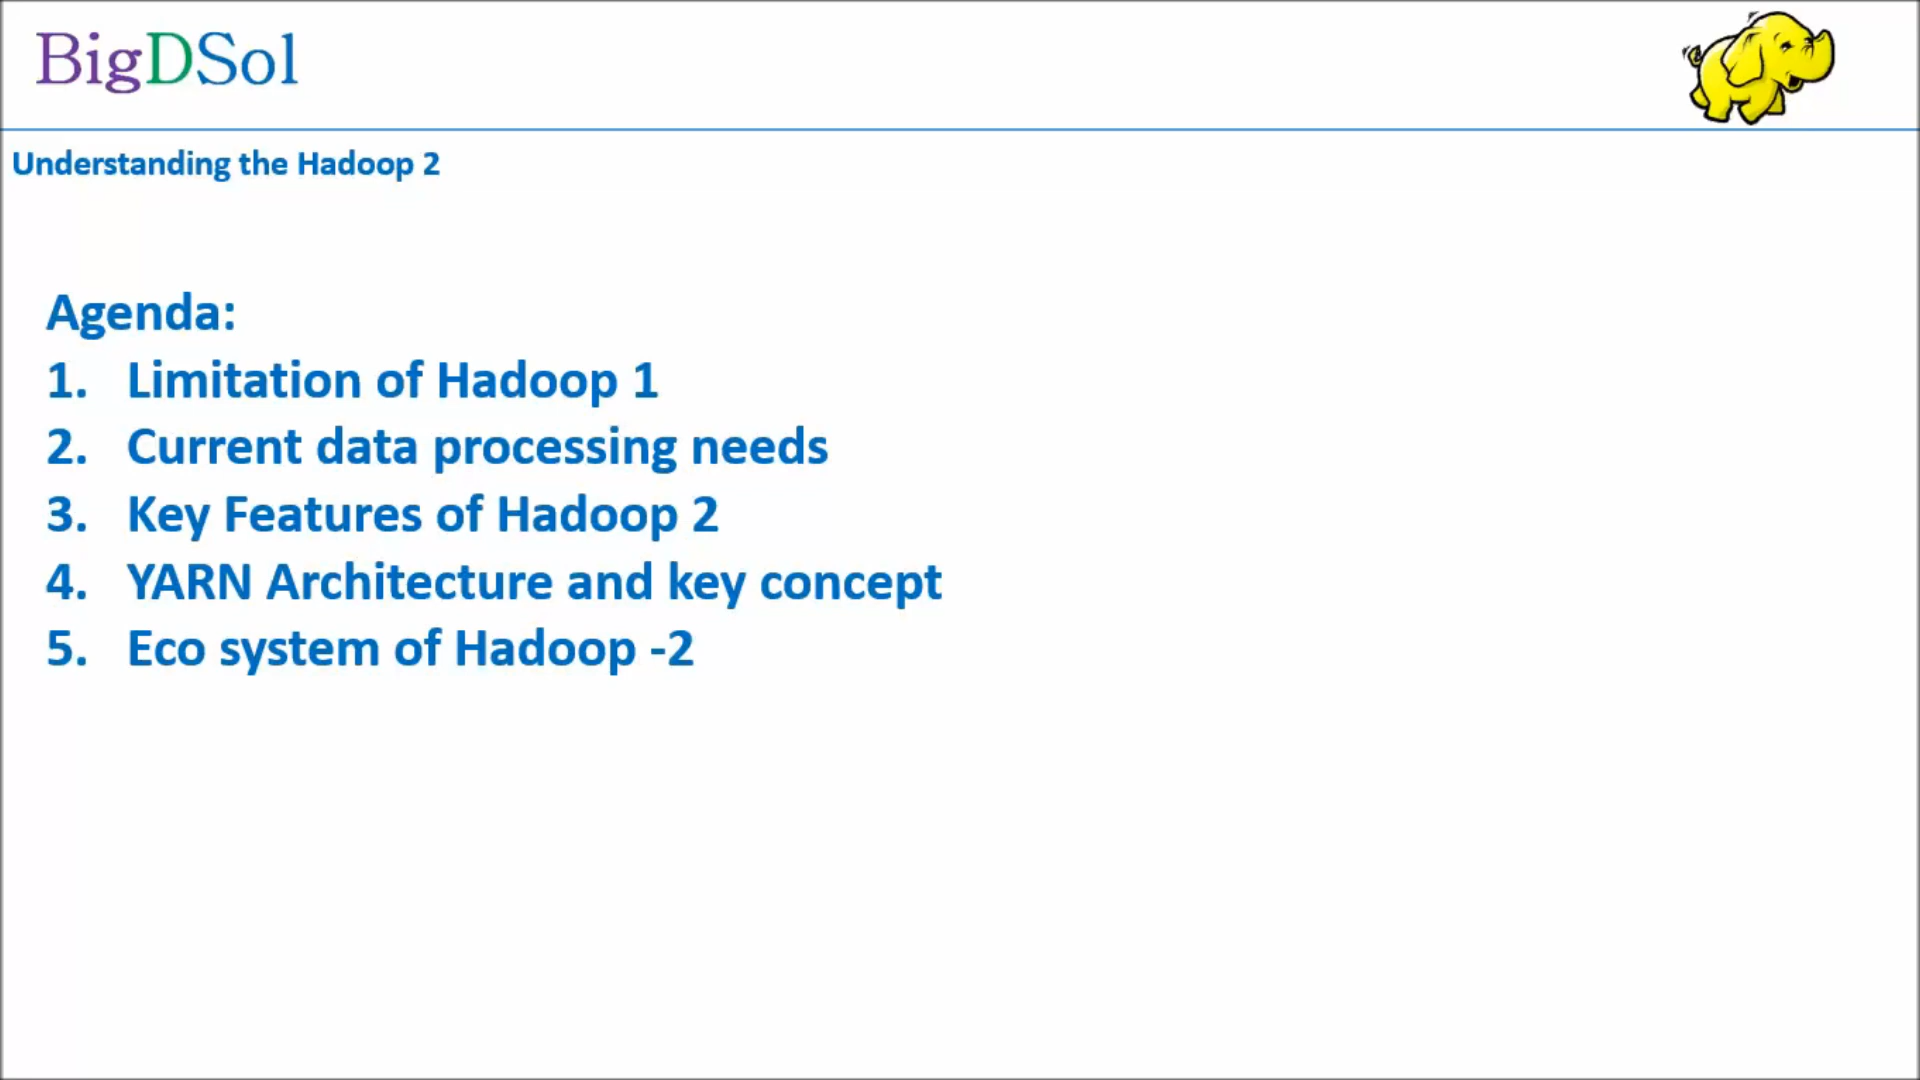 BigDSol
Understanding the Hadoop 2
Agenda:
1. Limitation of Hadoop 1
2. Current data processing needs
3. Key Features of Hadoop 2
4. YARN Architecture and key concept
5. Eco system of Hadoop -2